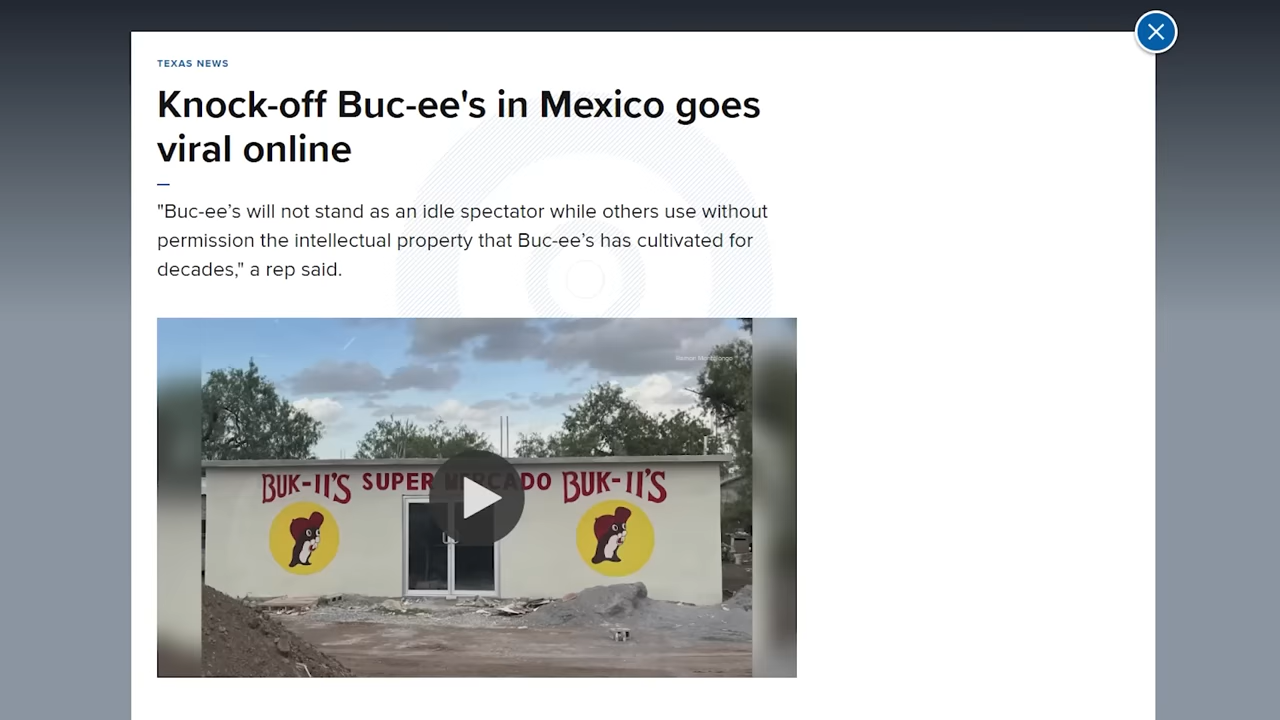 TEXAS NEWS
Knock-off Buc-ee's in Mexico goes
viral online
"Buc-ee’s will not stand as an idle spectator while others use without
permission the intellectual property that Buc-ee’s has cultivated for
decades," a rep said.
BUK-II'S SUPER MERCADO BUK-II'S